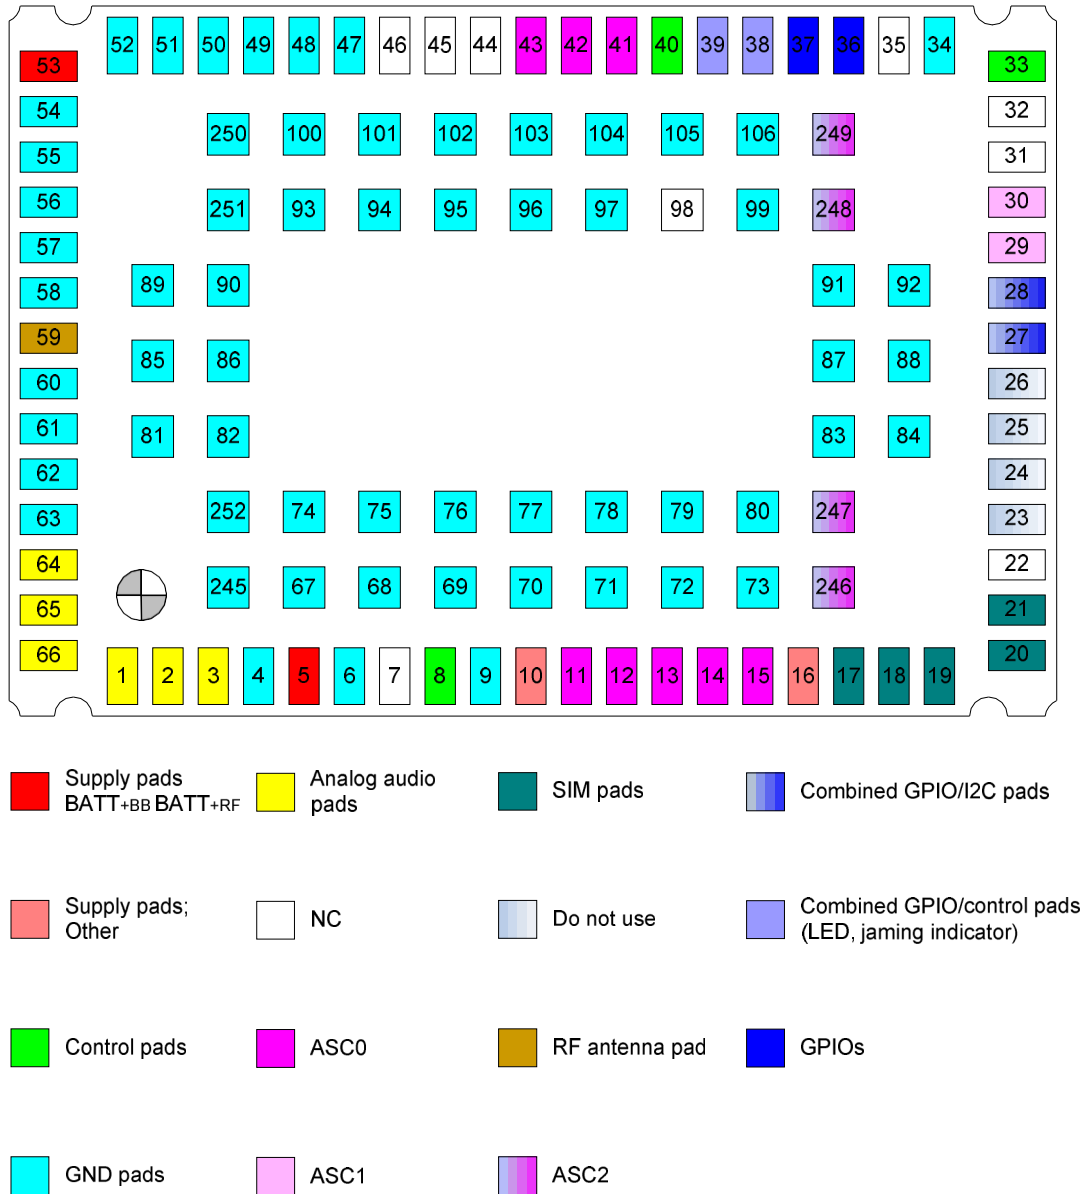 52 51 50 49 48 47 46 45 44 43 42 41 40 39 38 37 36 35 34
53 33
54 32
250 100 101 102 103 104 105 106 249
55 31
56 30
251 93 94 95 96 97 98 99 248
57 29
58 28
89 90 91 92
59 27
85 86 87 88
60 26
61 25
81 82 83 84
62 24
63 23
252 74 75 76 77 78 79 80 247
64 22
245 67 68 69 70 71 72 73 246
65 21
66 20
1 2 3 4 5 6 7 8 9 10 11 12 13 14 15 16 17 18 19
Supply pads
BATT+BB BATT+RF
Analog audio
pads
SIM pads
Combined GPIO/I2C pads
Supply pads;
Other
NC
Do not use
Combined GPIO/control pads
(LED, jaming indicator)
Control pads
ASC0
RF antenna pad
GPIOs
GND pads
ASC1
ASC2